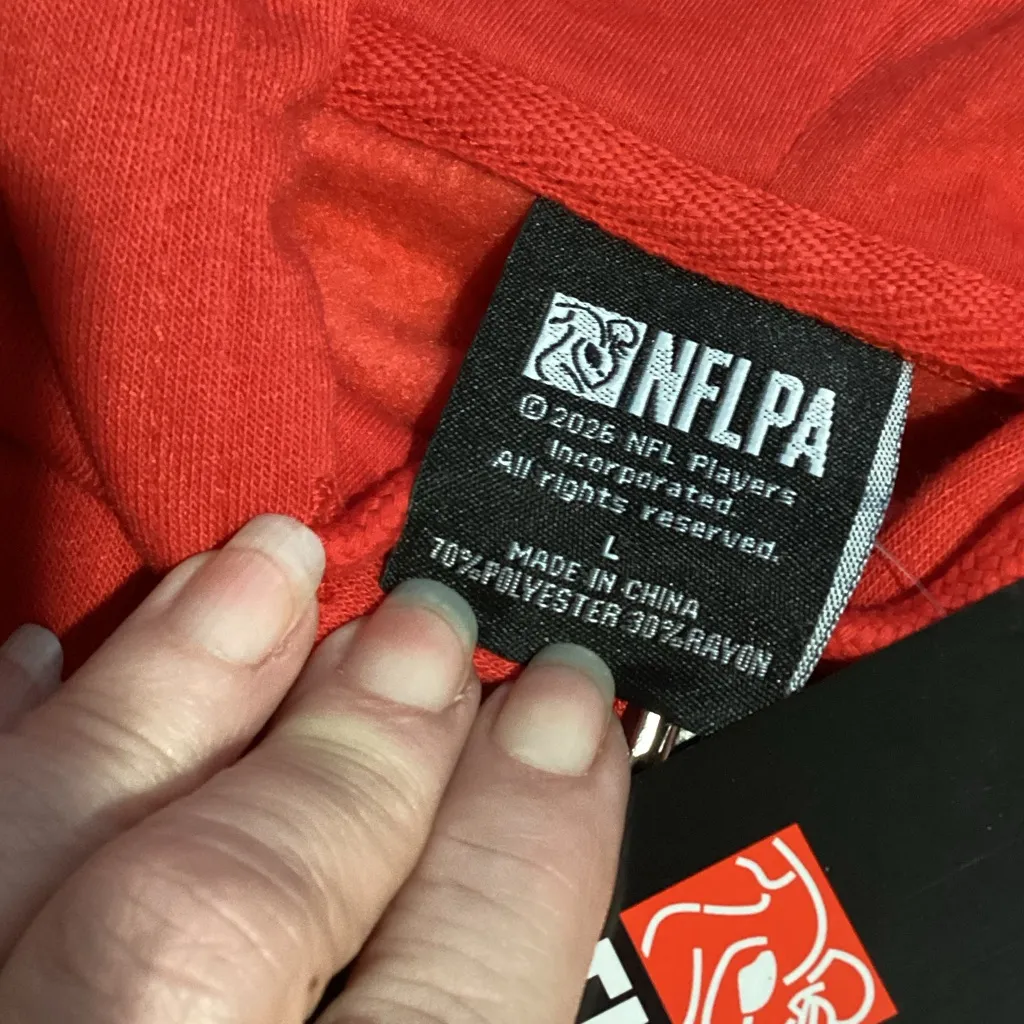 NFLPA
© 2026 NFL Players
Incorporated.
All rights reserved.
L
MADE IN CHINA
70%POLYESTER 30%RAYON